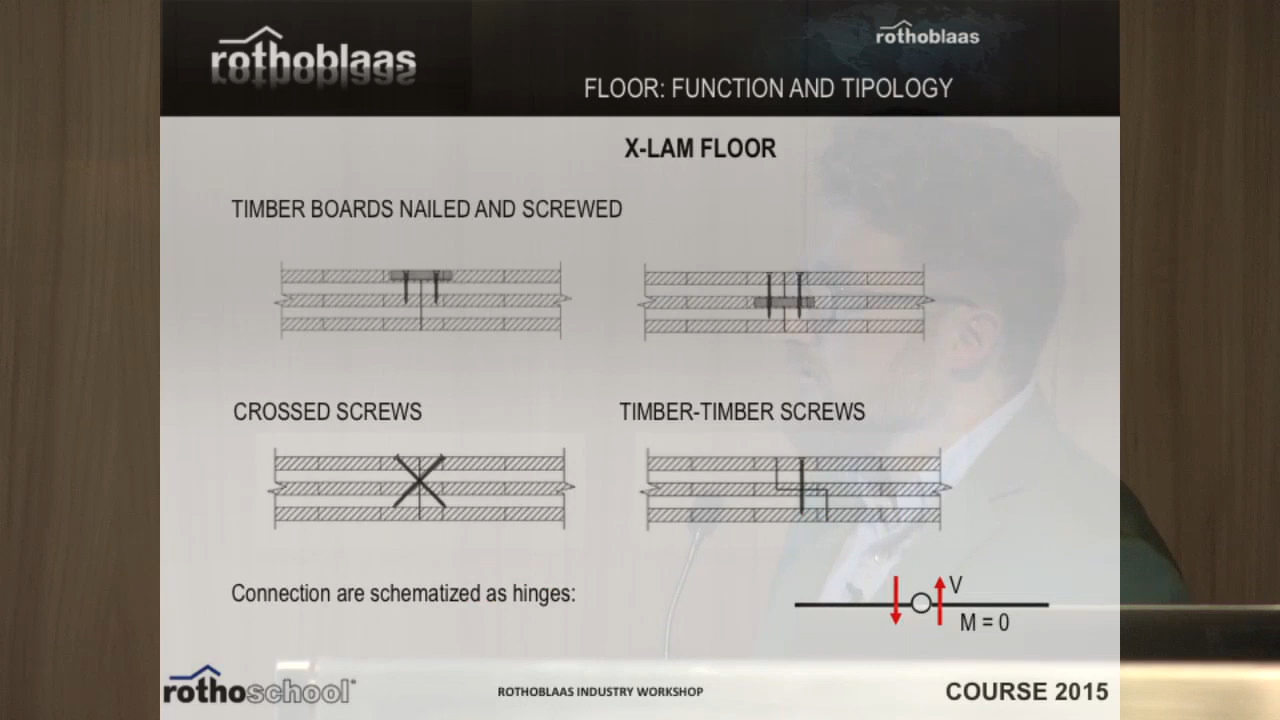 rothoblaas
rothoblaas
FLOOR: FUNCTION AND TIPOLOGY
X-LAM FLOOR
TIMBER BOARDS NAILED AND SCREWED
CROSSED SCREWS
TIMBER-TIMBER SCREWS
Connection are schematized as hinges:
V
M = 0
rothoschool
ROTHOBLAAS INDUSTRY WORKSHOP
COURSE 2015